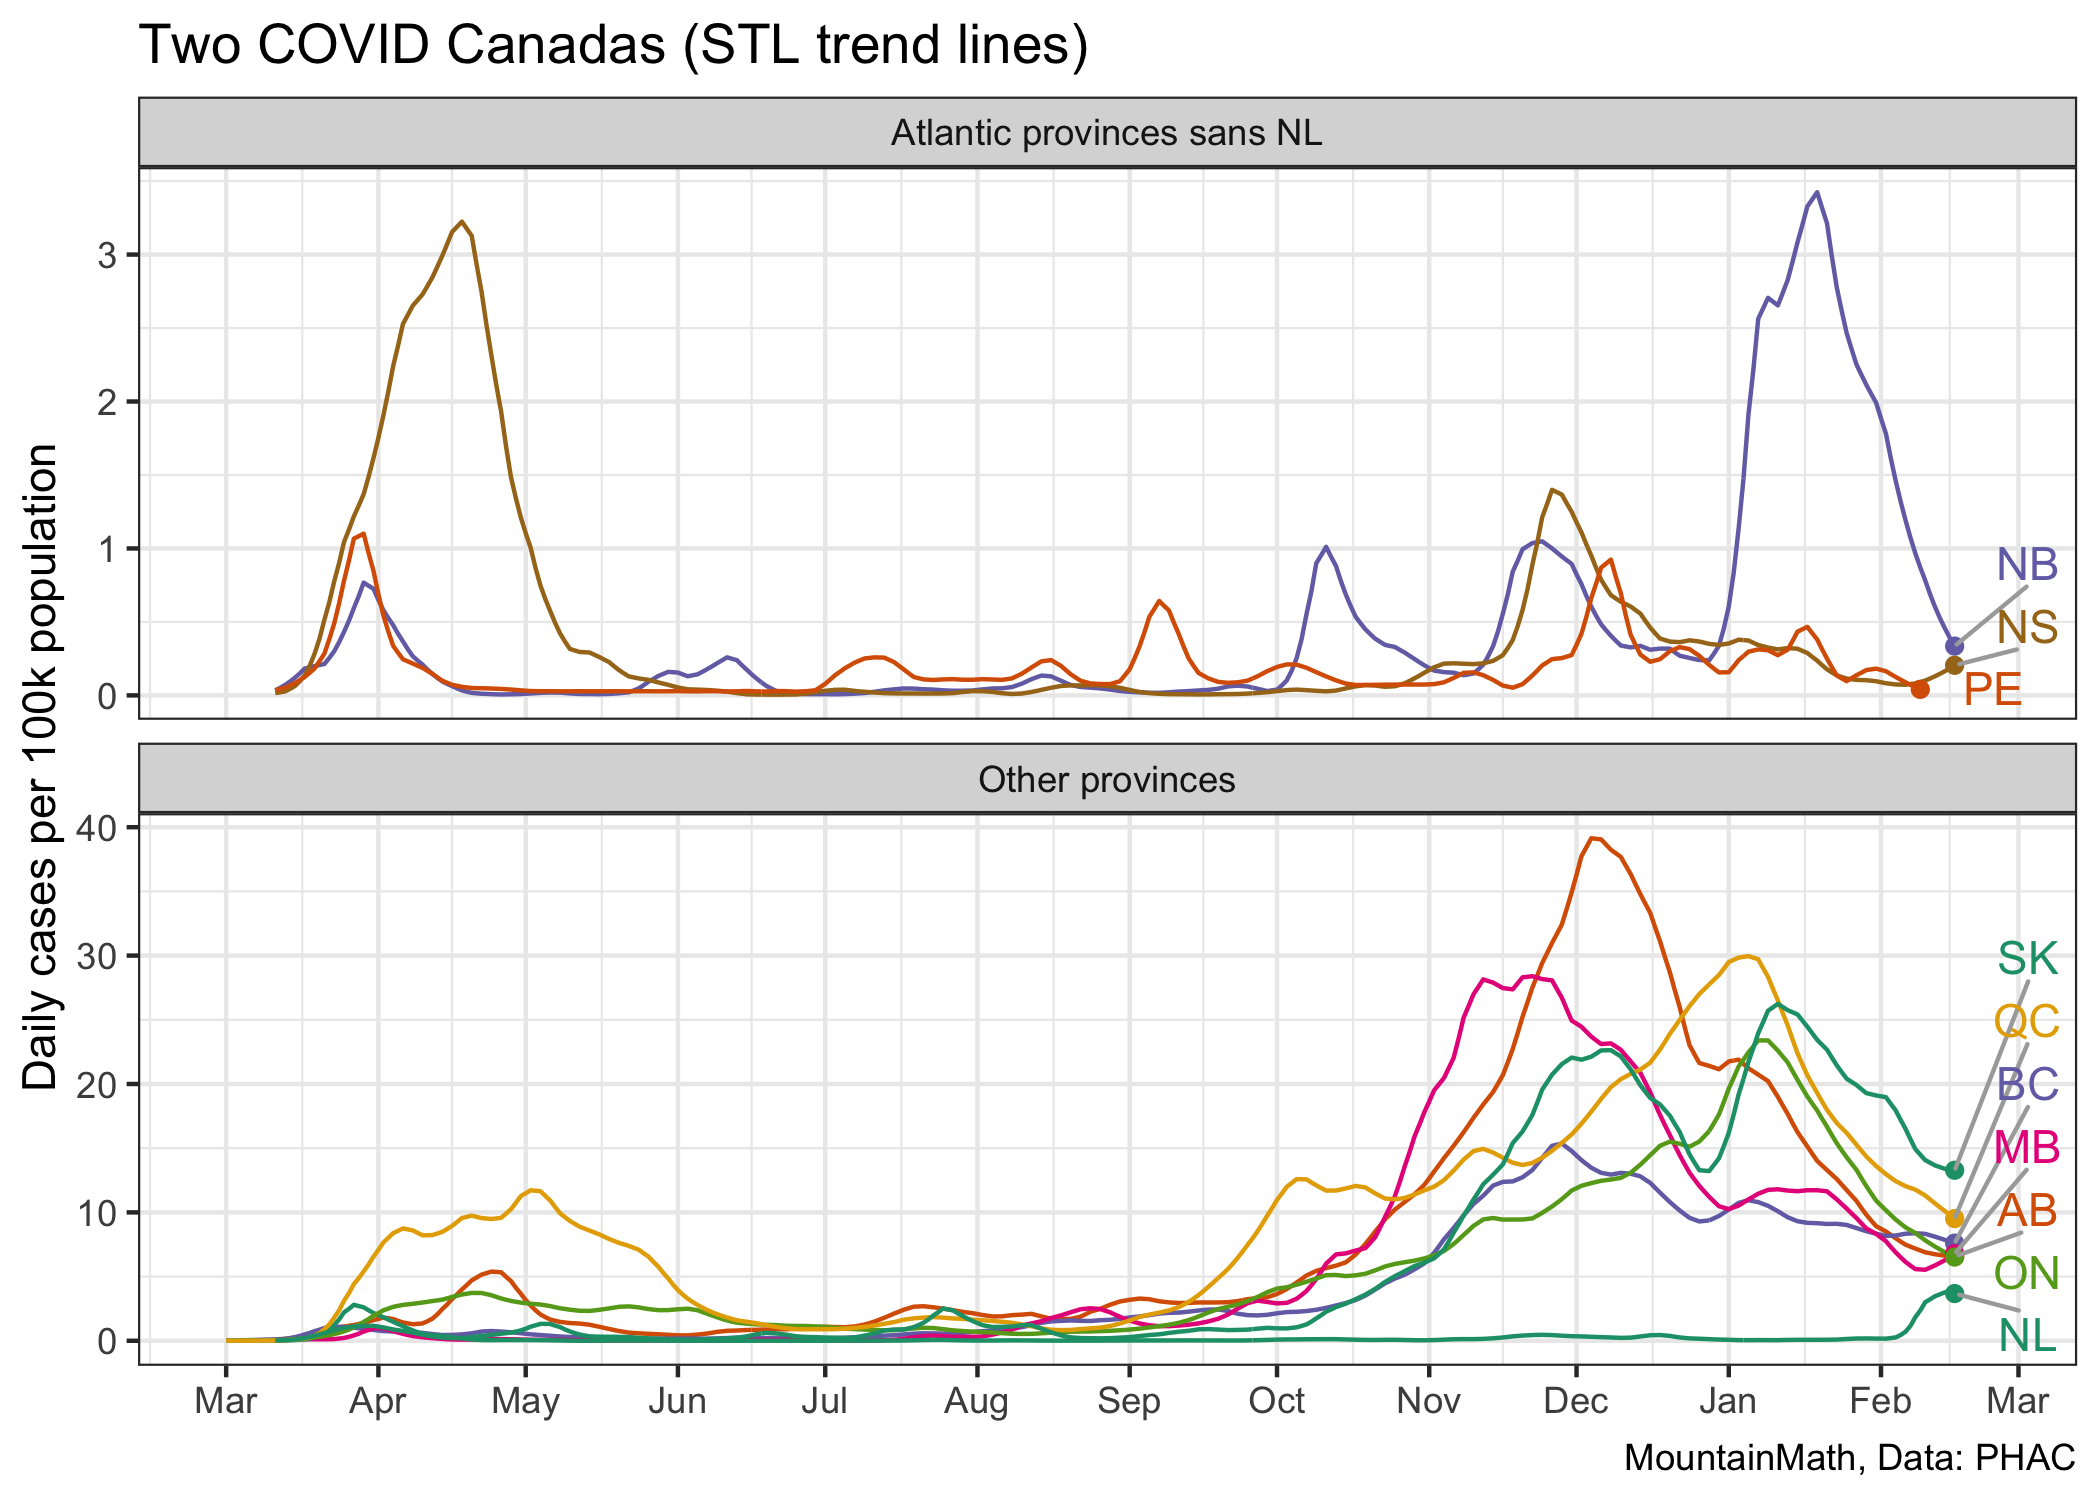 Two COVID Canadas (STL trend lines)
Atlantic provinces sans NL
Daily cases per 100k population
3
2
1
0
NB
NS
PE
Other provinces
40
30
20
10
0
SK
QC
BC
MB
AB
ON
NL
Mar Apr May Jun Jul Aug Sep Oct Nov Dec Jan Feb Mar
MountainMath, Data: PHAC